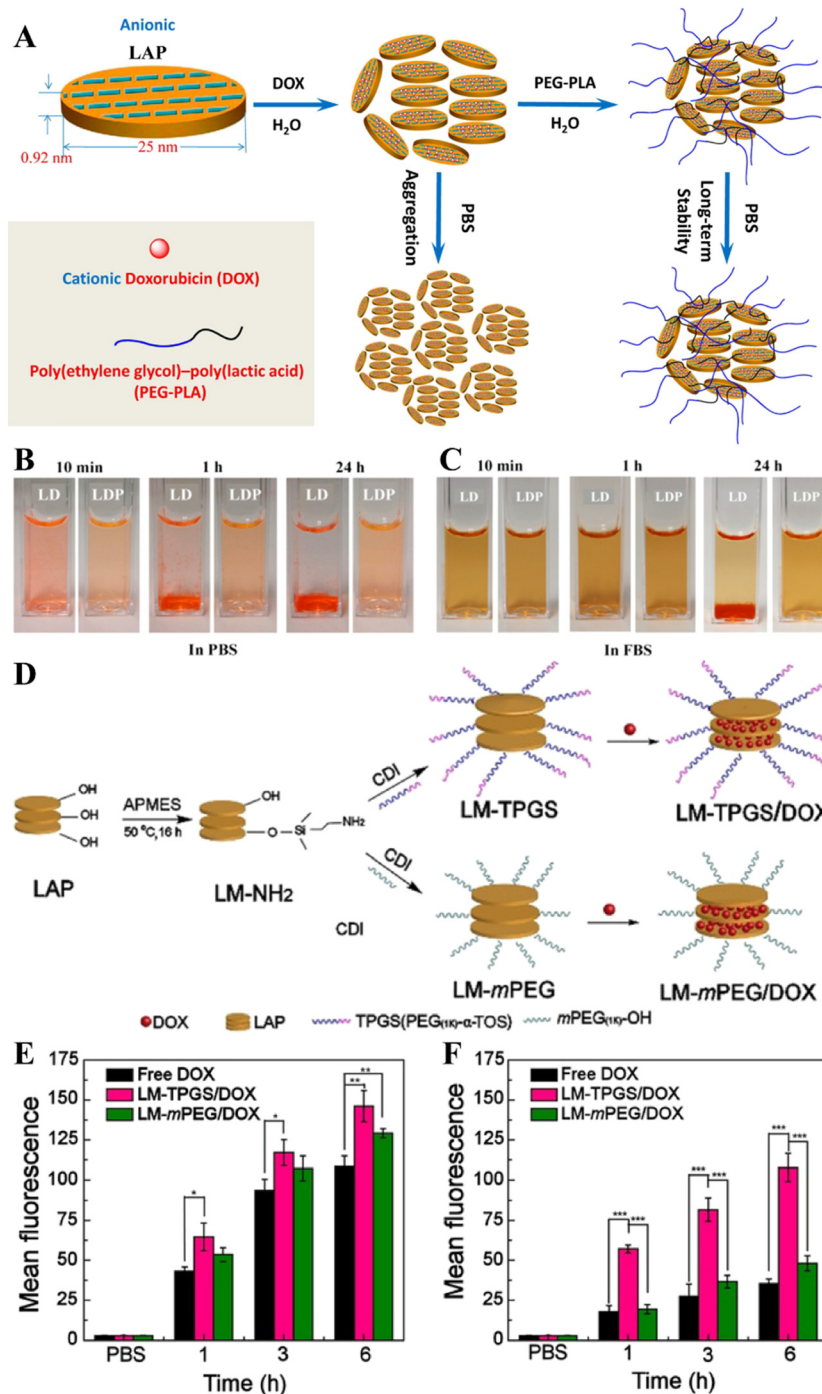 A
Anionic
LAP
0.92 nm
25 nm
DOX
H₂O
PEG-PLA
H₂O
Aggregation
PBS
Long-term
Stability
PBS
Cationic Doxorubicin (DOX)
Poly(ethylene glycol)–poly(lactic acid)
(PEG-PLA)
B
10 min
1 h
24 h
LD
LDP
LD
LDP
LD
LDP
In PBS
C
10 min
1 h
24 h
LD
LDP
LD
LDP
LD
LDP
In FBS
D
OH
OH
OH
LAP
APMES
50 °C,16 h
OH
O
Si
NH₂
LM-NH₂
CDI
CDI
CDI
LM-TPGS
LM-TPGS/DOX
LM-mPEG
LM-mPEG/DOX
DOX
LAP
TPGS(PEG(1K)-α-TOS)
mPEG(1K)-OH
E
Mean fluorescence
175
150
125
100
75
50
25
0
Free DOX
LM-TPGS/DOX
LM-mPEG/DOX
*
*
**
**
PBS
1
3
6
Time (h)
F
Mean fluorescence
175
150
125
100
75
50
25
0
Free DOX
LM-TPGS/DOX
LM-mPEG/DOX
***
***
***
***
***
***
PBS
1
3
6
Time (h)